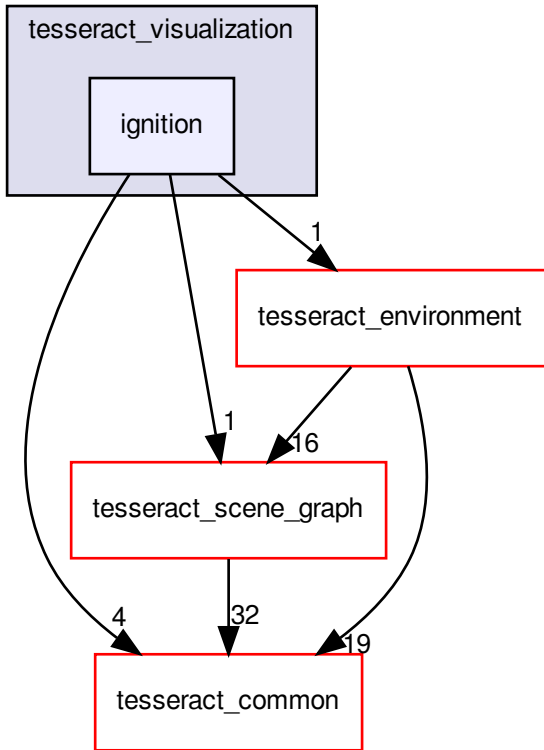 tesseract_visualization
ignition
1
tesseract_environment
1
16
tesseract_scene_graph
4
32
19
tesseract_common